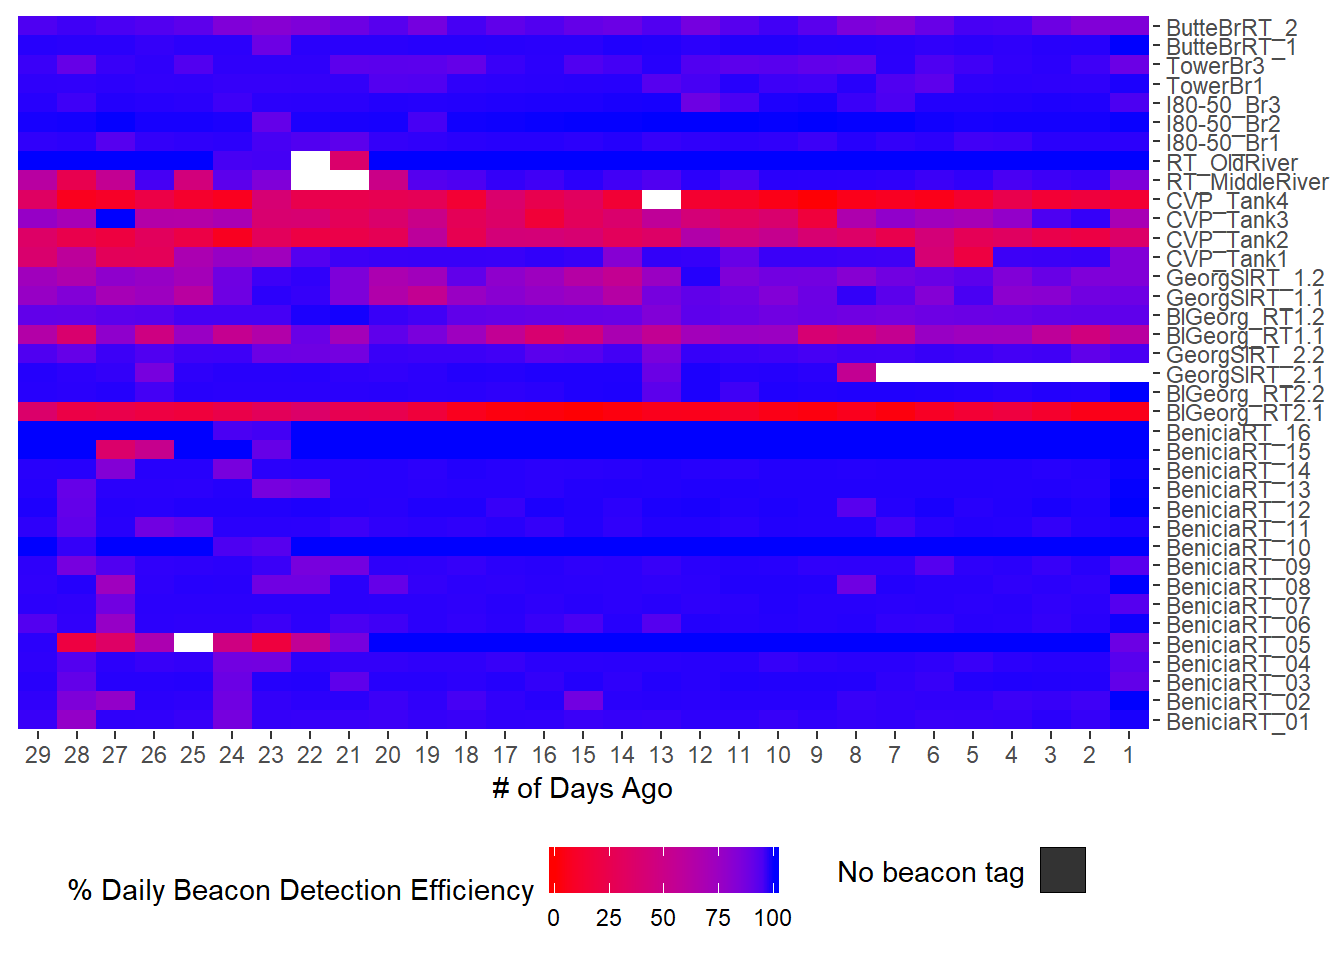 ButteBrRT_2
ButteBrRT_1
TowerBr3
TowerBr1
I80-50_Br3
I80-50_Br2
I80-50_Br1
RT_OldRiver
RT_MiddleRiver
CVP_Tank4
CVP_Tank3
CVP_Tank2
CVP_Tank1
GeorgSlRT_1.2
GeorgSlRT_1.1
BlGeorg_RT1.2
BlGeorg_RT1.1
GeorgSlRT_2.2
GeorgSlRT_2.1
BlGeorg_RT2.2
BlGeorg_RT2.1
BeniciaRT_16
BeniciaRT_15
BeniciaRT_14
BeniciaRT_13
BeniciaRT_12
BeniciaRT_11
BeniciaRT_10
BeniciaRT_09
BeniciaRT_08
BeniciaRT_07
BeniciaRT_06
BeniciaRT_05
BeniciaRT_04
BeniciaRT_03
BeniciaRT_02
BeniciaRT_01
29 28 27 26 25 24 23 22 21 20 19 18 17 16 15 14 13 12 11 10 9 8 7 6 5 4 3 2 1
# of Days Ago
% Daily Beacon Detection Efficiency
0 25 50 75 100
No beacon tag